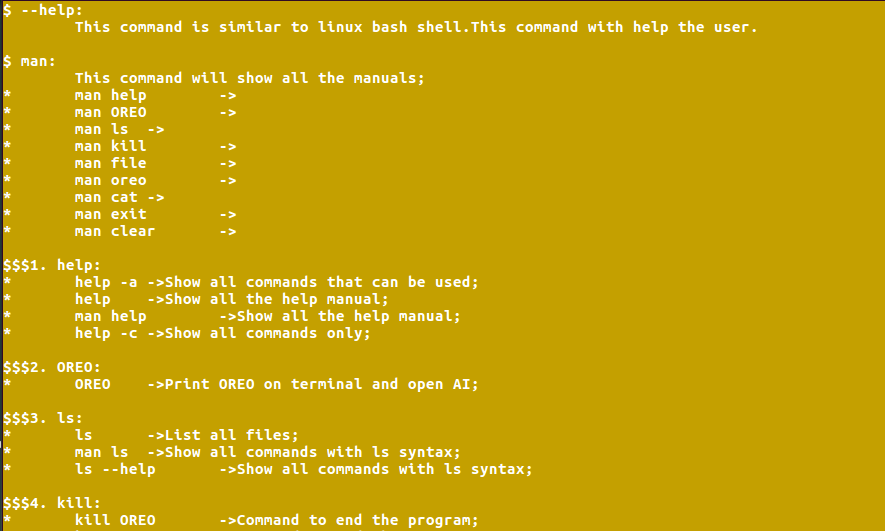 $ --help:
This command is similar to linux bash shell.This command with help the user.
$ man:
This command will show all the manuals;
* man help ->
* man OREO ->
* man ls ->
* man kill ->
* man file ->
* man oreo ->
* man cat ->
* man exit ->
* man clear ->
$$$1. help:
* help -a ->Show all commands that can be used;
* help ->Show all the help manual;
* man help ->Show all the help manual;
* help -c ->Show all commands only;
$$$2. OREO:
* OREO ->Print OREO on terminal and open AI;
$$$3. ls:
* ls ->List all files;
* man ls ->Show all commands with ls syntax;
* ls --help ->Show all commands with ls syntax;
$$$4. kill:
* kill OREO ->Command to end the program;